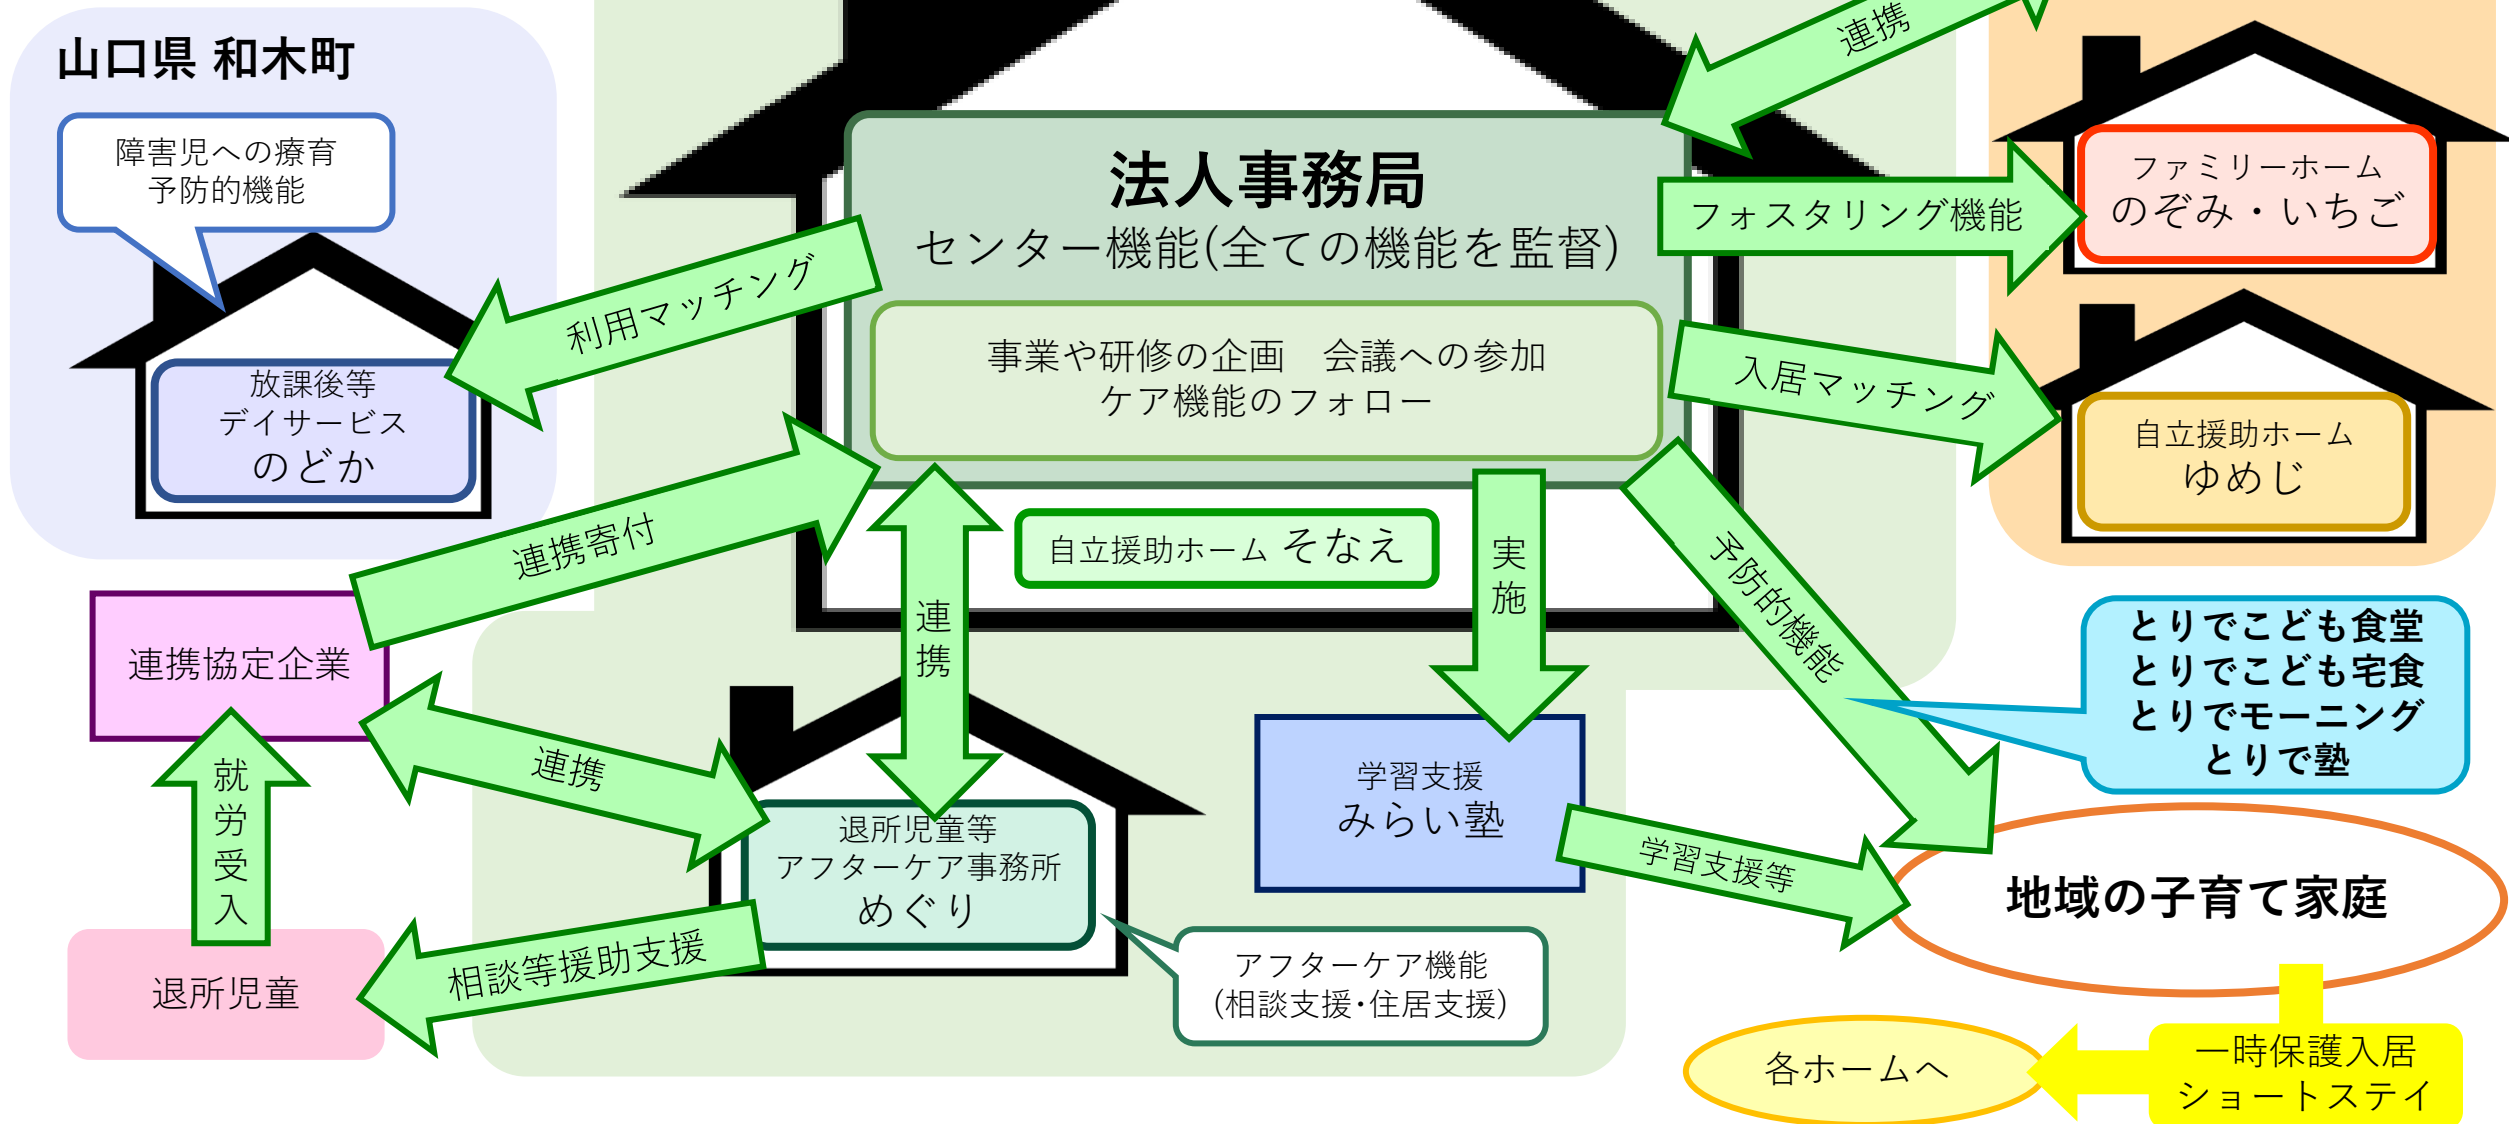 山口県 和木町
障害児への療育
予防的機能
放課後等
デイサービス
のどか
利用マッチング
法人事務局
センター機能(全ての機能を監督)
事業や研修の企画　会議への参加
ケア機能のフォロー
連携
フォスタリング機能
ファミリーホーム
のぞみ・いちご
入居マッチング
自立援助ホーム
ゆめじ
連携寄付
自立援助ホーム そなえ
連携
実施
予防的機能
連携協定企業
連携
就労受入
退所児童等
アフターケア事務所
めぐり
学習支援
みらい塾
とりでこども食堂
とりでこども宅食
とりでモーニング
とりで塾
学習支援等
地域の子育て家庭
相談等援助支援
退所児童
アフターケア機能
(相談支援・住居支援)
各ホームへ
一時保護入居
ショートステイ